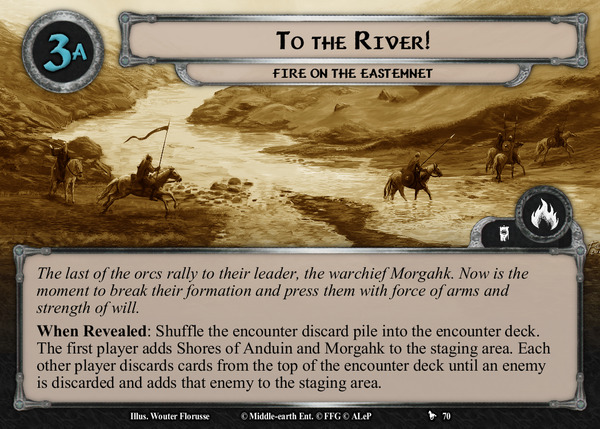 3A
To the River!
Fire on the Eastemnet
The last of the orcs rally to their leader, the warchief Morgahk. Now is the
moment to break their formation and press them with force of arms and
strength of will.
When Revealed: Shuffle the encounter discard pile into the encounter deck.
The first player adds Shores of Anduin and Morgahk to the staging area. Each
other player discards cards from the top of the encounter deck until an enemy
is discarded and adds that enemy to the staging area.
Illus. Wouter Florusse © Middle-earth Ent. © FFG © ALeP 70